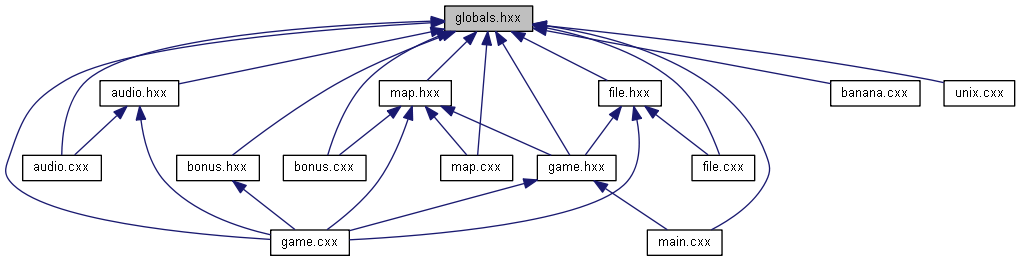 globals.hxx
audio.hxx
map.hxx
file.hxx
banana.cxx
unix.cxx
audio.cxx
bonus.hxx
bonus.cxx
map.cxx
game.hxx
file.cxx
game.cxx
main.cxx